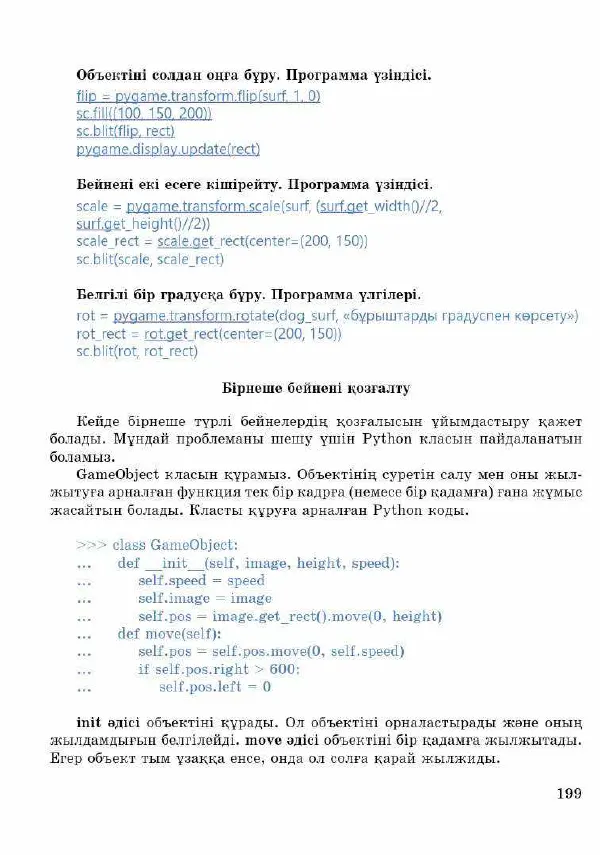 Объектіні солдан оңға бұру. Программа үзіндісі.
flip = pygame.transform.flip(surf, 1, 0)
sc.fill((100, 150, 200))
sc.blit(flip, rect)
pygame.display.update(rect)
Бейнені екі есеге кішірейту. Программа үзіндісі.
scale = pygame.transform.scale(surf, (surf.get_width()//2,
surf.get_height()//2))
scale_rect = scale.get_rect(center=(200, 150))
sc.blit(scale, scale_rect)
Белгілі бір градусқа бұру. Программа үлгілері.
rot = pygame.transform.rotate(dog_surf, «бұрыштарды градуспен көрсету»)
rot_rect = rot.get_rect(center=(200, 150))
sc.blit(rot, rot_rect)
Бірнеше бейнені қозғалту
Кейде бірнеше түрлі бейнелердің қозғалысын ұйымдастыру қажет
болады. Мұндай проблеманы шешу үшін Python класын пайдаланатын
боламыз.
GameObject класын құрамыз. Объектінің суретін салу мен оны жыл-
жытуға арналған функция тек бір кадрға (немесе бір қадамға) ғана жұмыс
жасайтын болады. Класты құруға арналған Python коды.
>>> class GameObject:
... def __init__(self, image, height, speed):
... self.speed = speed
... self.image = image
... self.pos = image.get_rect().move(0, height)
... def move(self):
... self.pos = self.pos.move(0, self.speed)
... if self.pos.right > 600:
... self.pos.left = 0
init әдісі объектіні құрады. Ол объектіні орналастырады және оның
жылдамдығын белгілейді. move әдісі объектіні бір қадамға жылжытады.
Егер объект тым ұзаққа енсе, онда ол солға қарай жылжиды.
199